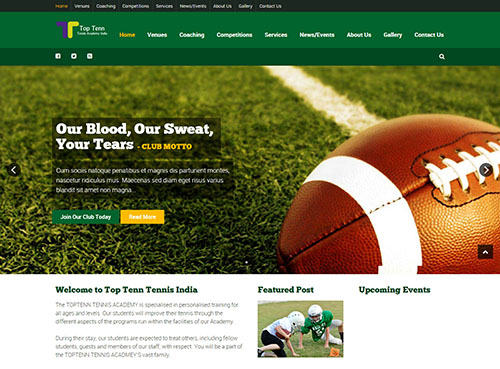 Home Venues Coaching Competitions Services News/Events About Us Gallery Contact Us
Top Tenn
Tennis Academy India
Home Venues Coaching Competitions Services News/Events About Us Gallery Contact Us
Our Blood, Our Sweat,
Your Tears - CLUB MOTTO
Cum sociis natoque penatibus et magnis dis parturient montes,
nascetur ridiculus mus. Maecenas sed diam eget risus varius
blandit sit amet non magna.
Join Our Club Today Read More
Welcome to Top Tenn Tennis India Featured Post Upcoming Events
The TOPTENN TENNIS ACADEMY is specialised in personalised training for
all ages and levels. Our students will improve their tennis through the
different aspects of the programs run within the facilities of our Academy.
During their stay, our students are expected to treat others, including fellow
students, guests and members of our staff, with respect. You will be a part of
the TOPTENN TENNIS ACADMEY'S vast family.